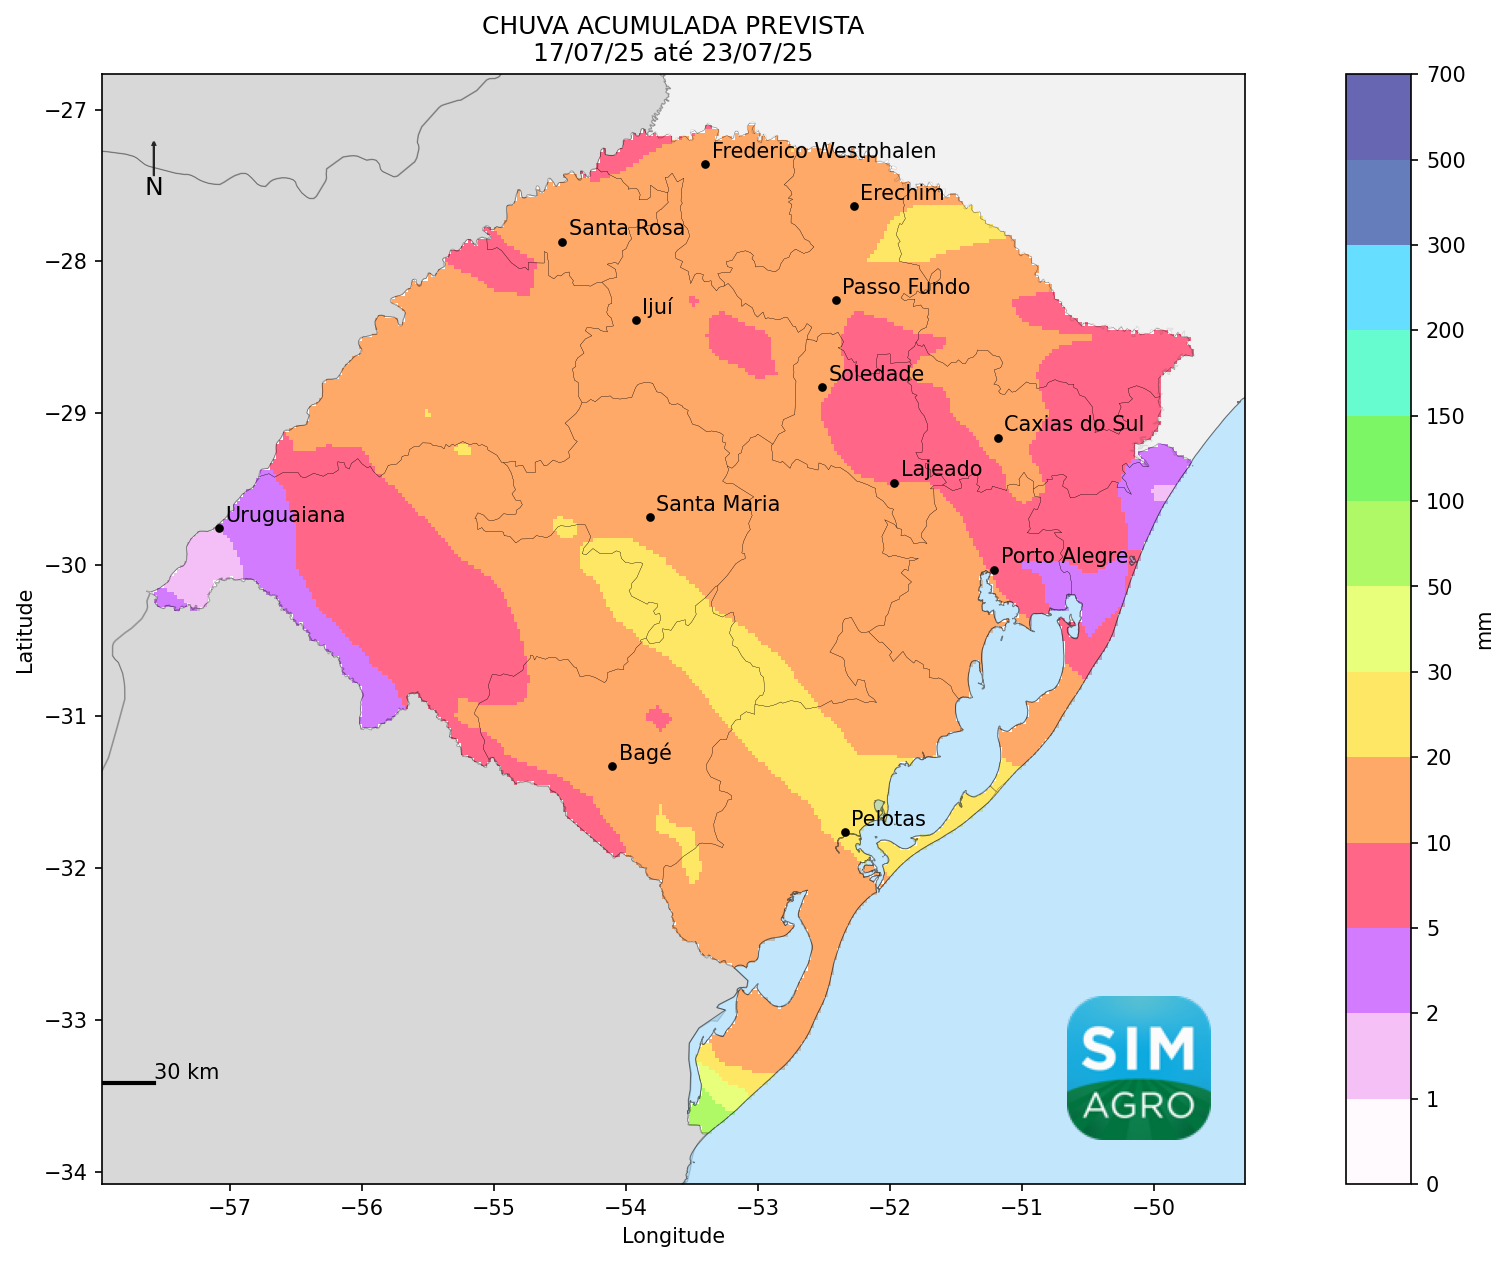 CHUVA ACUMULADA PREVISTA
17/07/25 até 23/07/25
−27
−28
−29
−30
−31
−32
−33
−34
Latitude
N
Frederico Westphalen
Erechim
Santa Rosa
Passo Fundo
Ijuí
Soledade
Caxias do Sul
Lajeado
Santa Maria
Uruguaiana
Porto Alegre
Bagé
Pelotas
30 km
SIM
AGRO
−57
−56
−55
−54
−53
−52
−51
−50
Longitude
700
500
300
200
150
100
50
30
20
10
5
2
1
0
mm